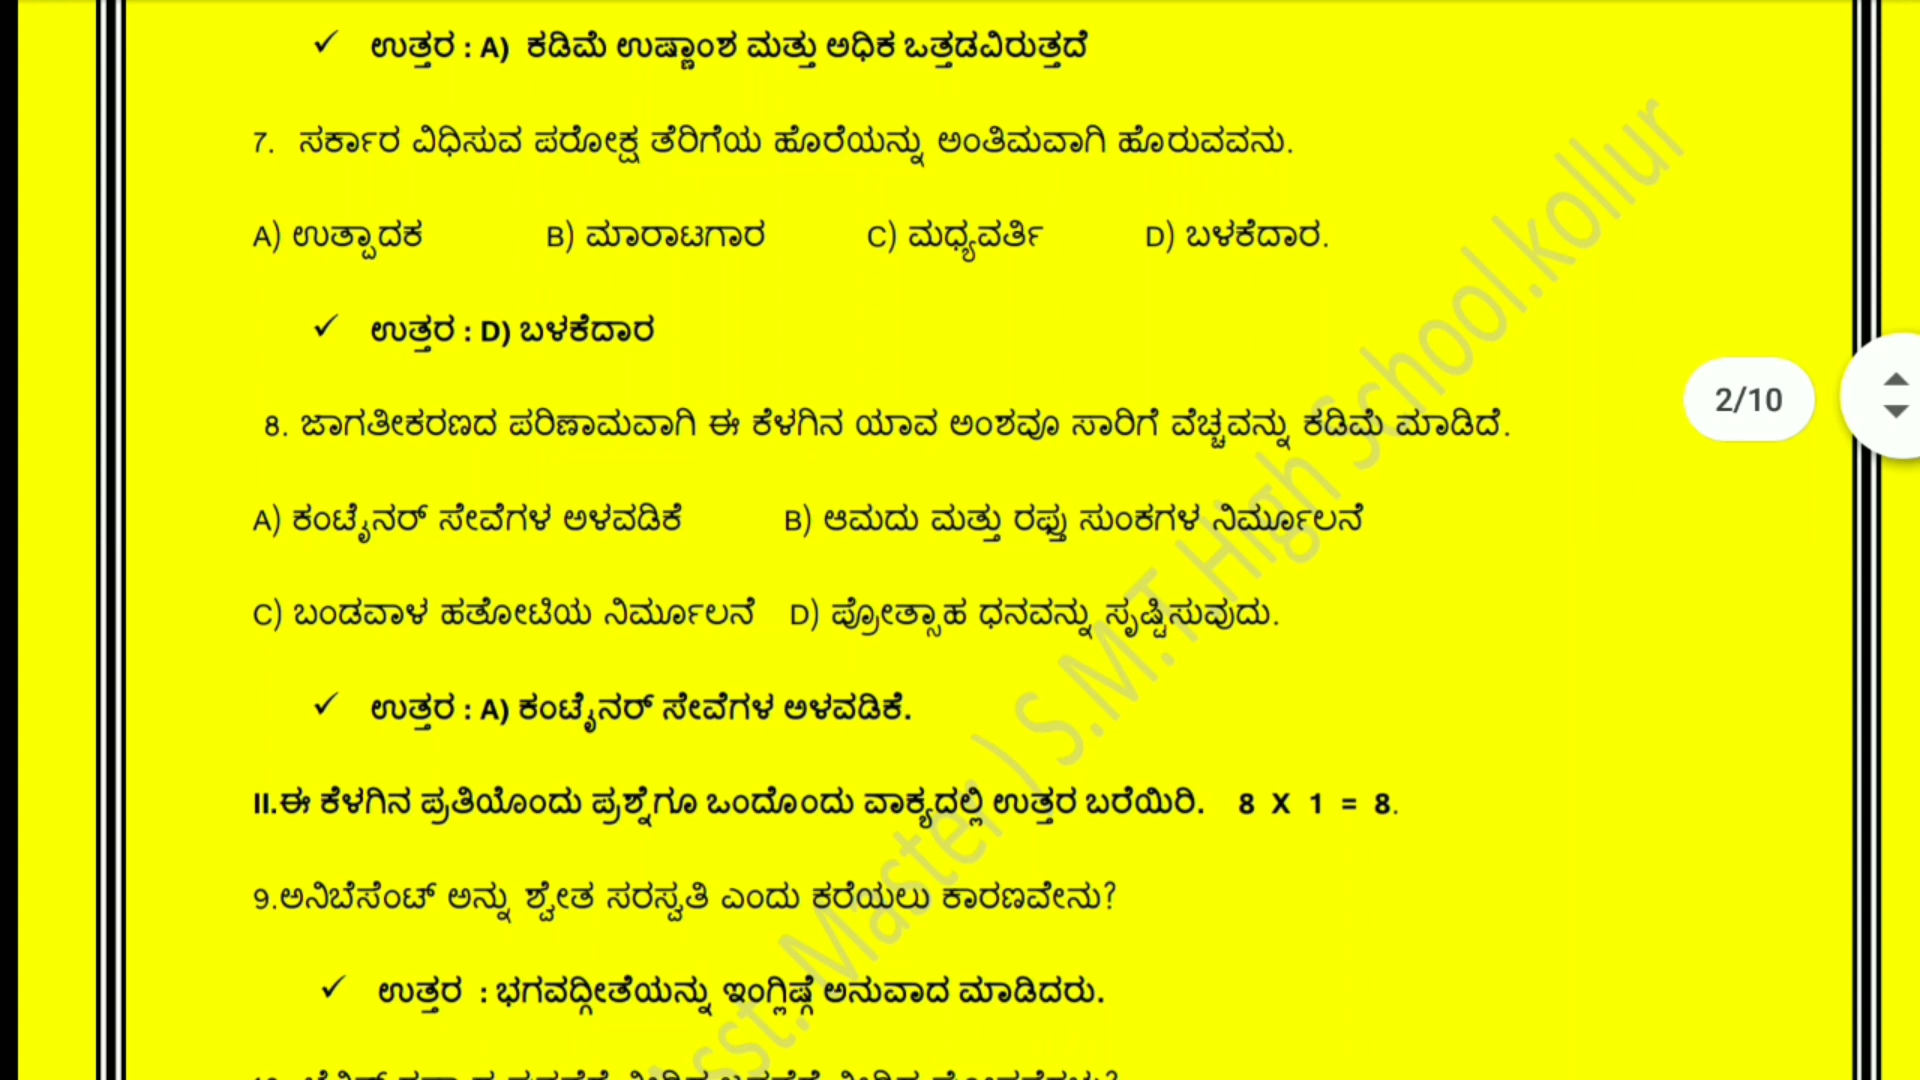 ✓ ಉತ್ತರ : A) ಕಡಿಮೆ ಉಷ್ಣಾಂಶ ಮತ್ತು ಅಧಿಕ ಒತ್ತಡವಿರುತ್ತದೆ
7. ಸರ್ಕಾರ ವಿಧಿಸುವ ಪರೋಕ್ಷ ತೆರಿಗೆಯ ಹೊರೆಯನ್ನು ಅಂತಿಮವಾಗಿ ಹೊರುವವನು.
A) ಉತ್ಪಾದಕ B) ಮಾರಾಟಗಾರ C) ಮಧ್ಯವರ್ತಿ D) ಬಳಕೆದಾರ.
✓ ಉತ್ತರ : D) ಬಳಕೆದಾರ
2/10
8. ಜಾಗತೀಕರಣದ ಪರಿಣಾಮವಾಗಿ ಈ ಕೆಳಗಿನ ಯಾವ ಅಂಶವೂ ಸಾರಿಗೆ ವೆಚ್ಚವನ್ನು ಕಡಿಮೆ ಮಾಡಿದೆ.
A) ಕಂಟೈನರ್ ಸೇವೆಗಳ ಅಳವಡಿಕೆ B) ಆಮದು ಮತ್ತು ರಫ್ತು ಸುಂಕಗಳ ನಿರ್ಮೂಲನೆ
C) ಬಂಡವಾಳ ಹತೋಟಿಯ ನಿರ್ಮೂಲನೆ D) ಪ್ರೋತ್ಸಾಹ ಧನವನ್ನು ಸೃಷ್ಟಿಸುವುದು.
✓ ಉತ್ತರ : A) ಕಂಟೈನರ್ ಸೇವೆಗಳ ಅಳವಡಿಕೆ.
II.ಈ ಕೆಳಗಿನ ಪ್ರತಿಯೊಂದು ಪ್ರಶ್ನೆಗೂ ಒಂದೊಂದು ವಾಕ್ಯದಲ್ಲಿ ಉತ್ತರ ಬರೆಯಿರಿ. 8 X 1 = 8.
9.ಅನಿಬೆಸೆಂಟ್ ಅನ್ನು ಶ್ವೇತ ಸರಸ್ವತಿ ಎಂದು ಕರೆಯಲು ಕಾರಣವೇನು?
✓ ಉತ್ತರ : ಭಗವದ್ಗೀತೆಯನ್ನು ಇಂಗ್ಲಿಷ್ಗೆ ಅನುವಾದ ಮಾಡಿದರು.
Asst. Master ) S.M.T High School.kollur